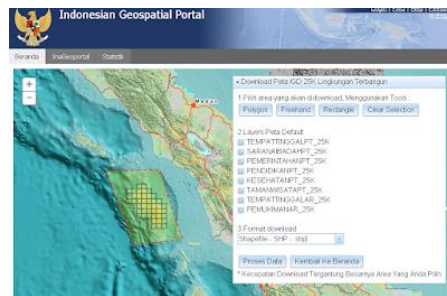 Indonesian Geospatial Portal
Beranda InaGeoportal Statistik
Download Peta IGD 25K Lingkungan Terbangun
1.Pilih area yang akan didownload, Menggunakan Tools :
Polygon Freehand Rectangle Clear Selection
2.Layers Peta Default
TEMPATTINGGALPT_25K
SARANAIBADAHPT_25K
PEMERINTAHANPT_25K
PENDIDIKANPT_25K
KESEHATANPT_25K
TAMANWISATAPT_25K
TEMPATTINGGALAR_25K
PEMUKIMANAR_25K
3.Format download
Shapefile - SHP - .shp
Proses Data Kembali Ke Beranda
* Kecepatan Download Tergantung Besarnya Area Yang Anda Pilih
Medan